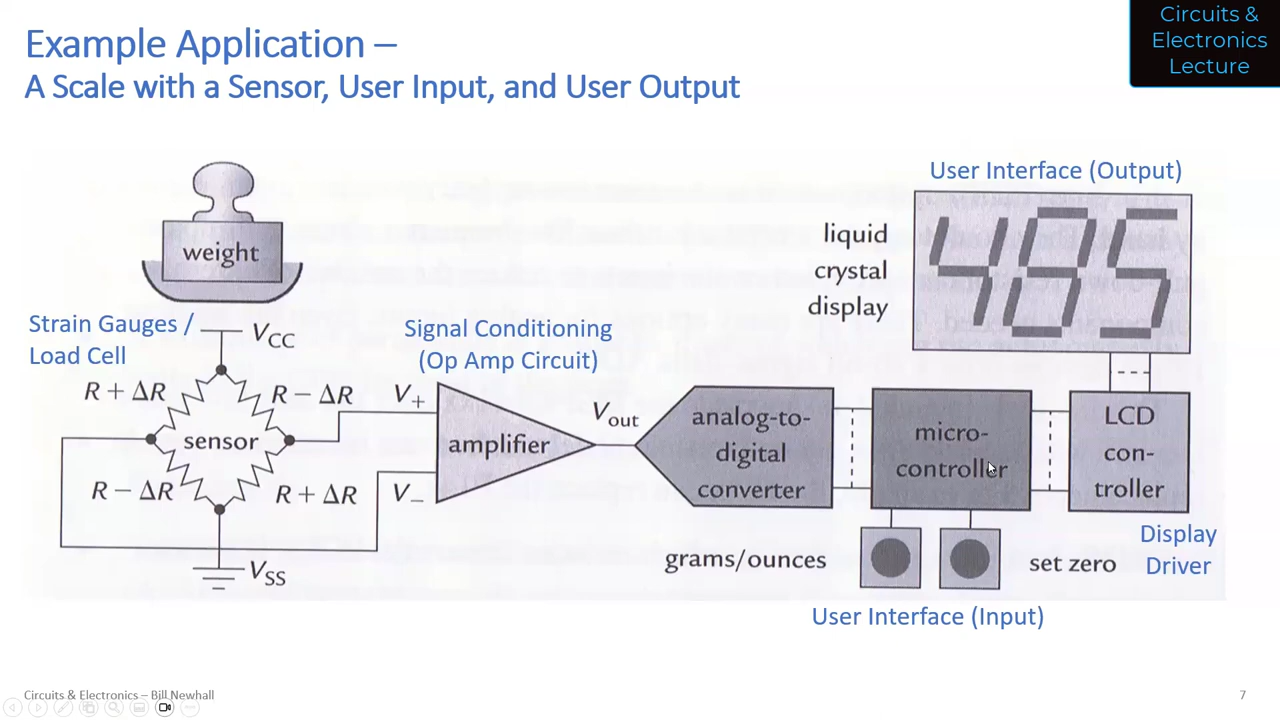 Example Application –
A Scale with a Sensor, User Input, and User Output
Circuits &
Electronics
Lecture
weight
Strain Gauges /
Load Cell
VCC
R + ΔR
R − ΔR
sensor
R − ΔR
R + ΔR
VSS
Signal Conditioning
(Op Amp Circuit)
V+
amplifier
V−
Vout
analog-to-
digital
converter
micro-
controller
grams/ounces
set zero
User Interface (Input)
User Interface (Output)
liquid
crystal
display
495
LCD
con-
troller
Display
Driver
Circuits & Electronics – Bill Newhall
7